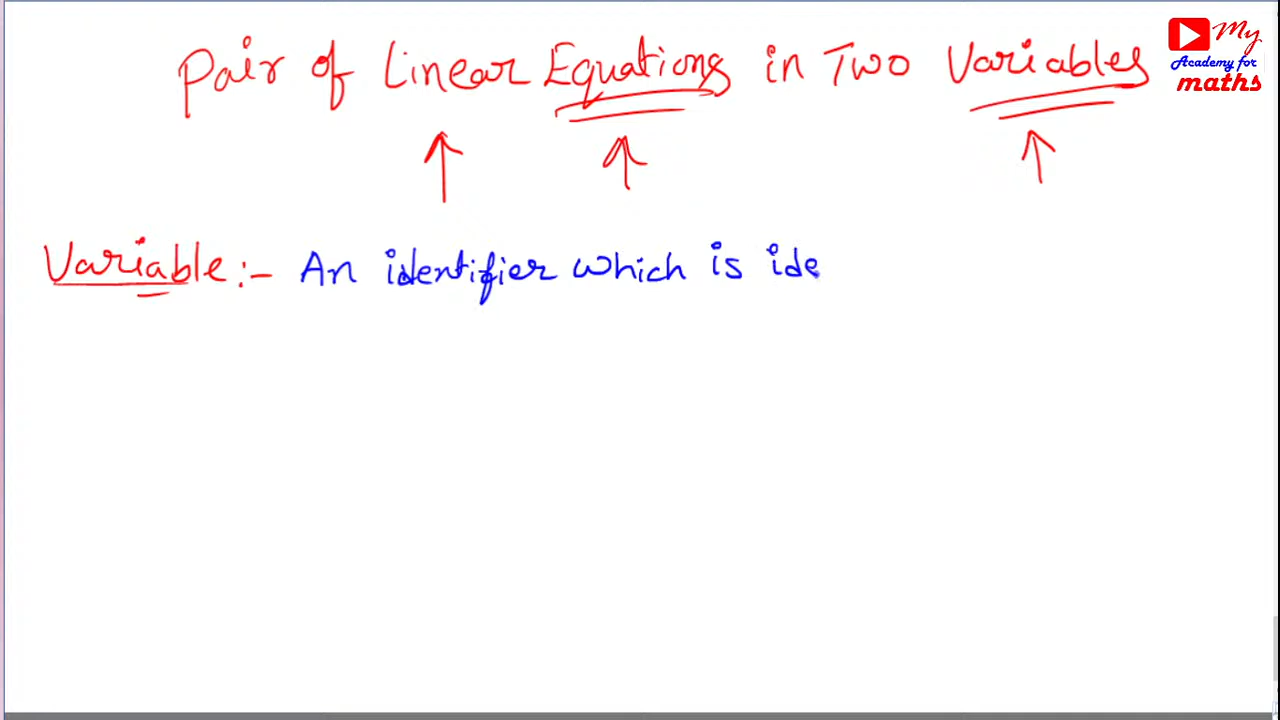 Pair of Linear Equations in Two Variables
My
Academy for
maths
Variable :- An identifier which is ide